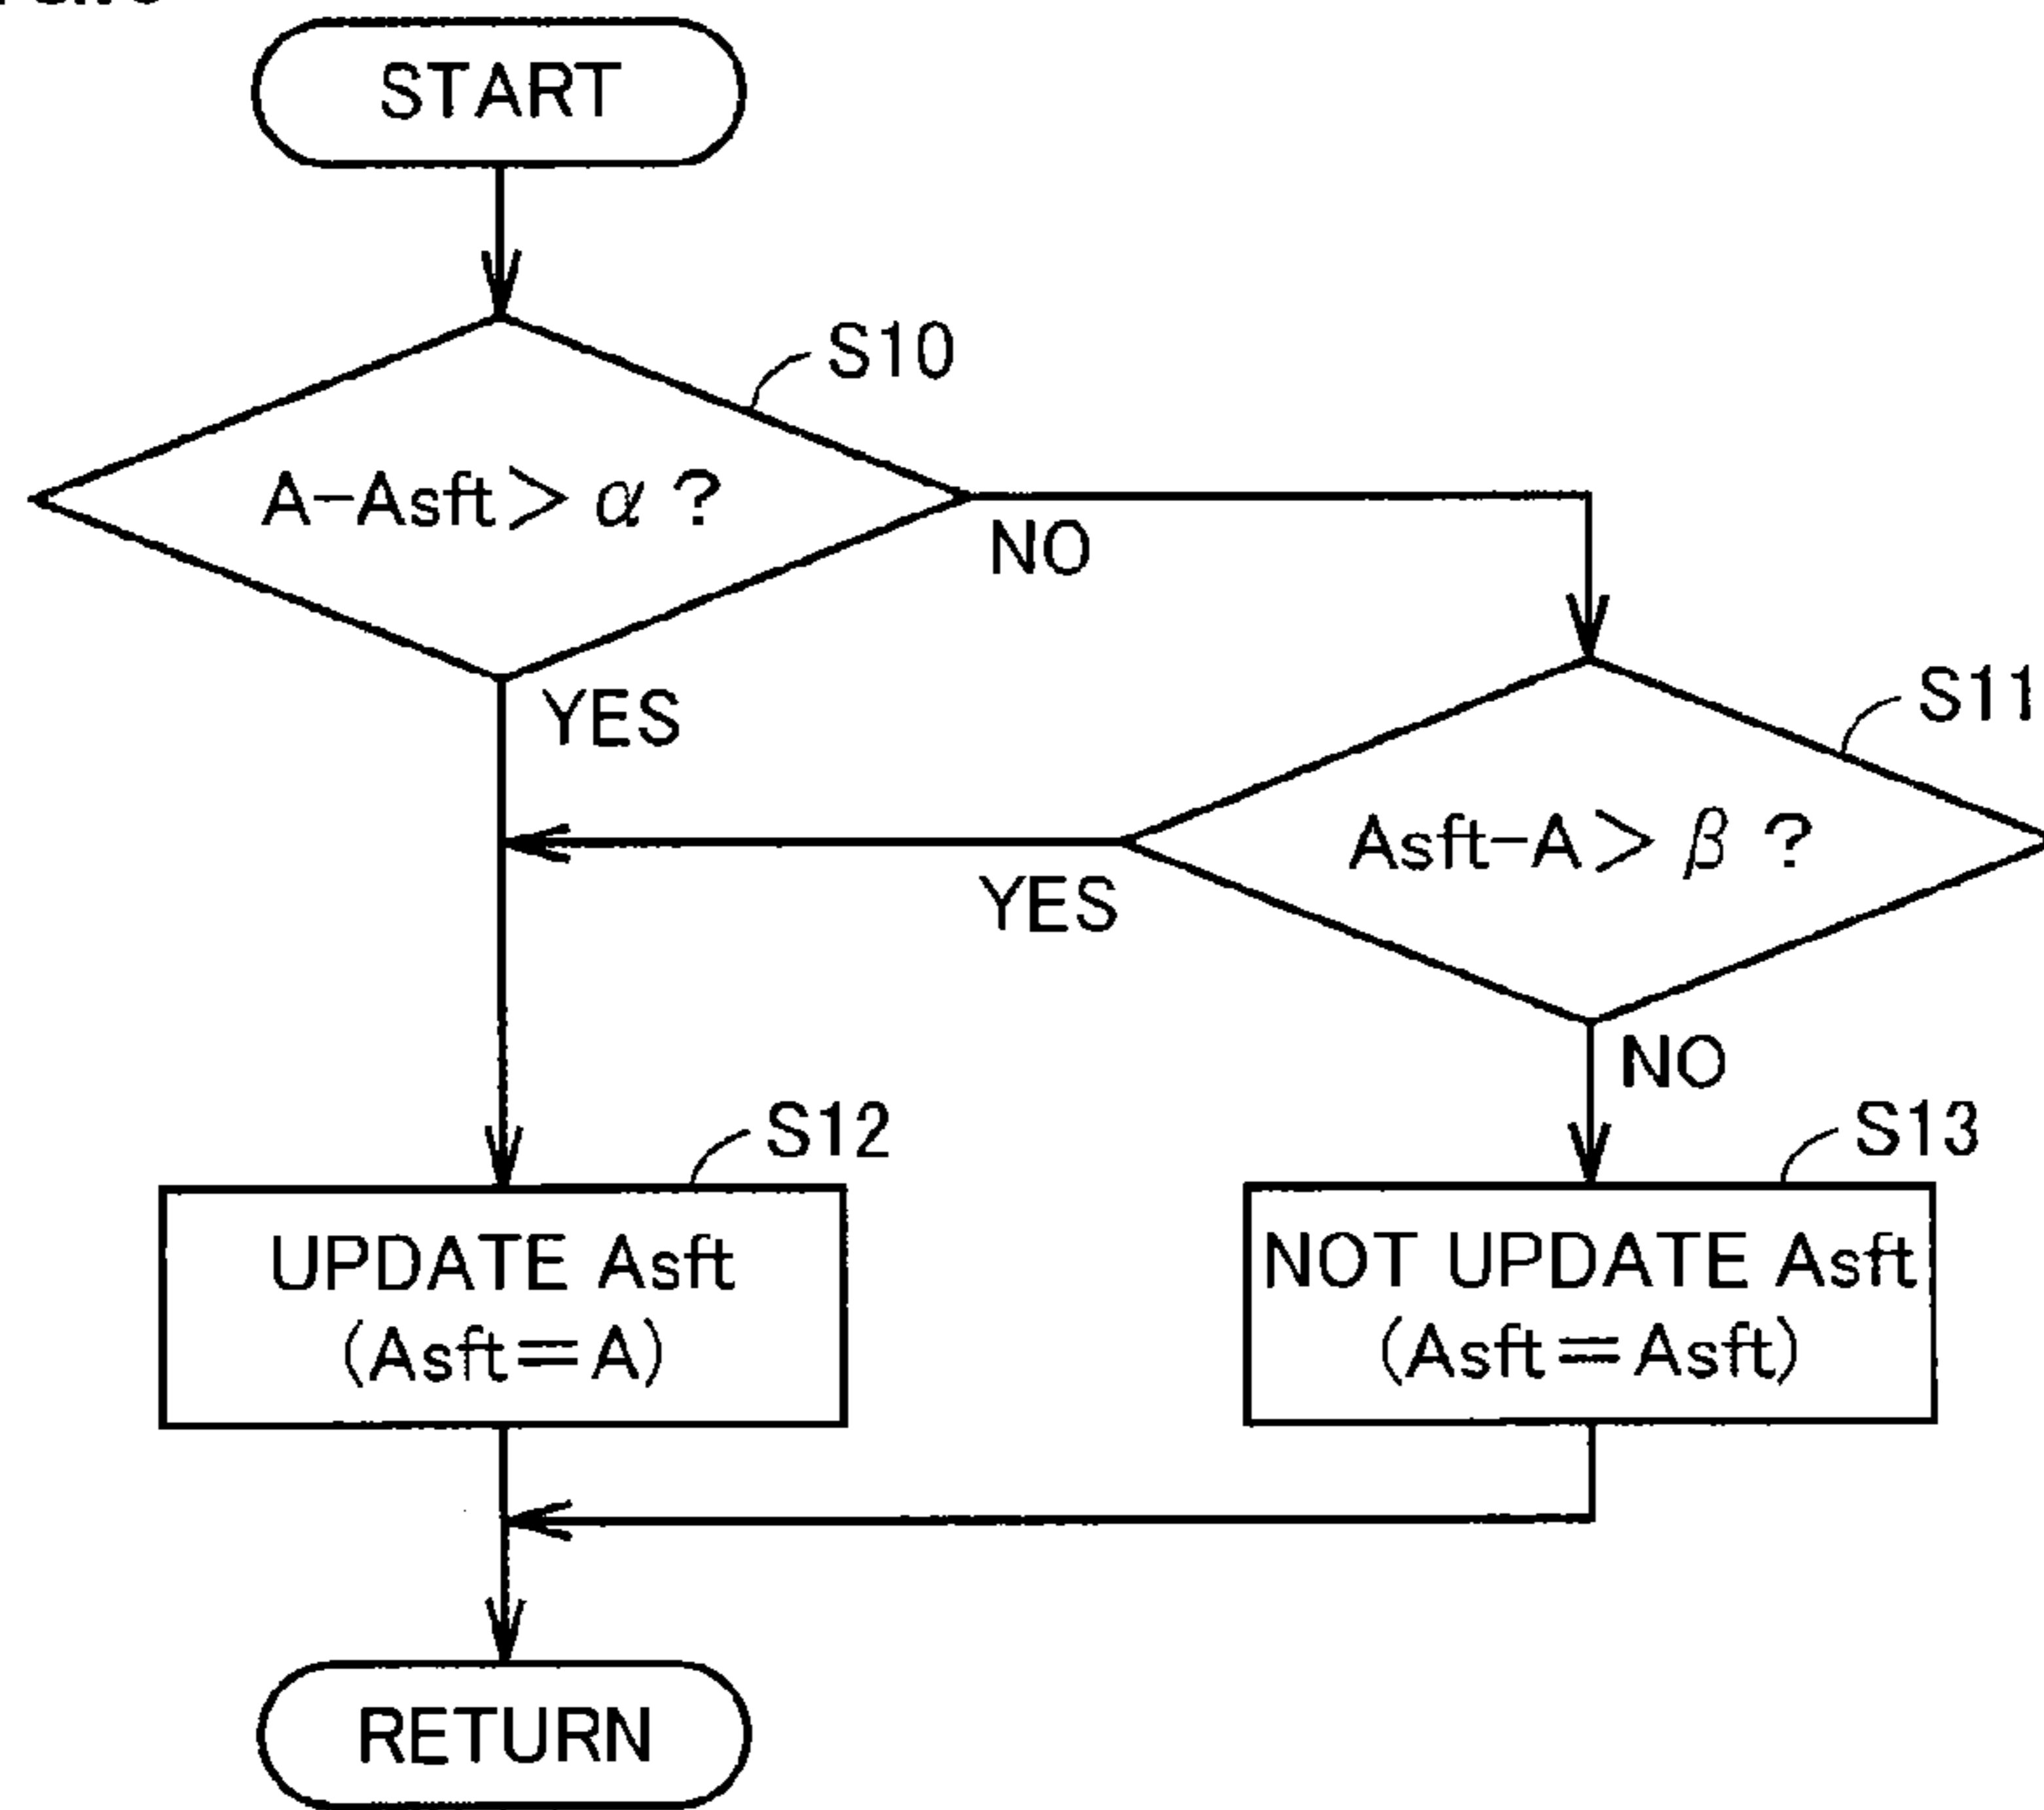 START
S10
A-Asft> α ?
NO
YES
S11
Asft-A> β ?
YES
NO
S12
UPDATE Asft
(Asft=A)
S13
NOT UPDATE Asft
(Asft=Asft)
RETURN